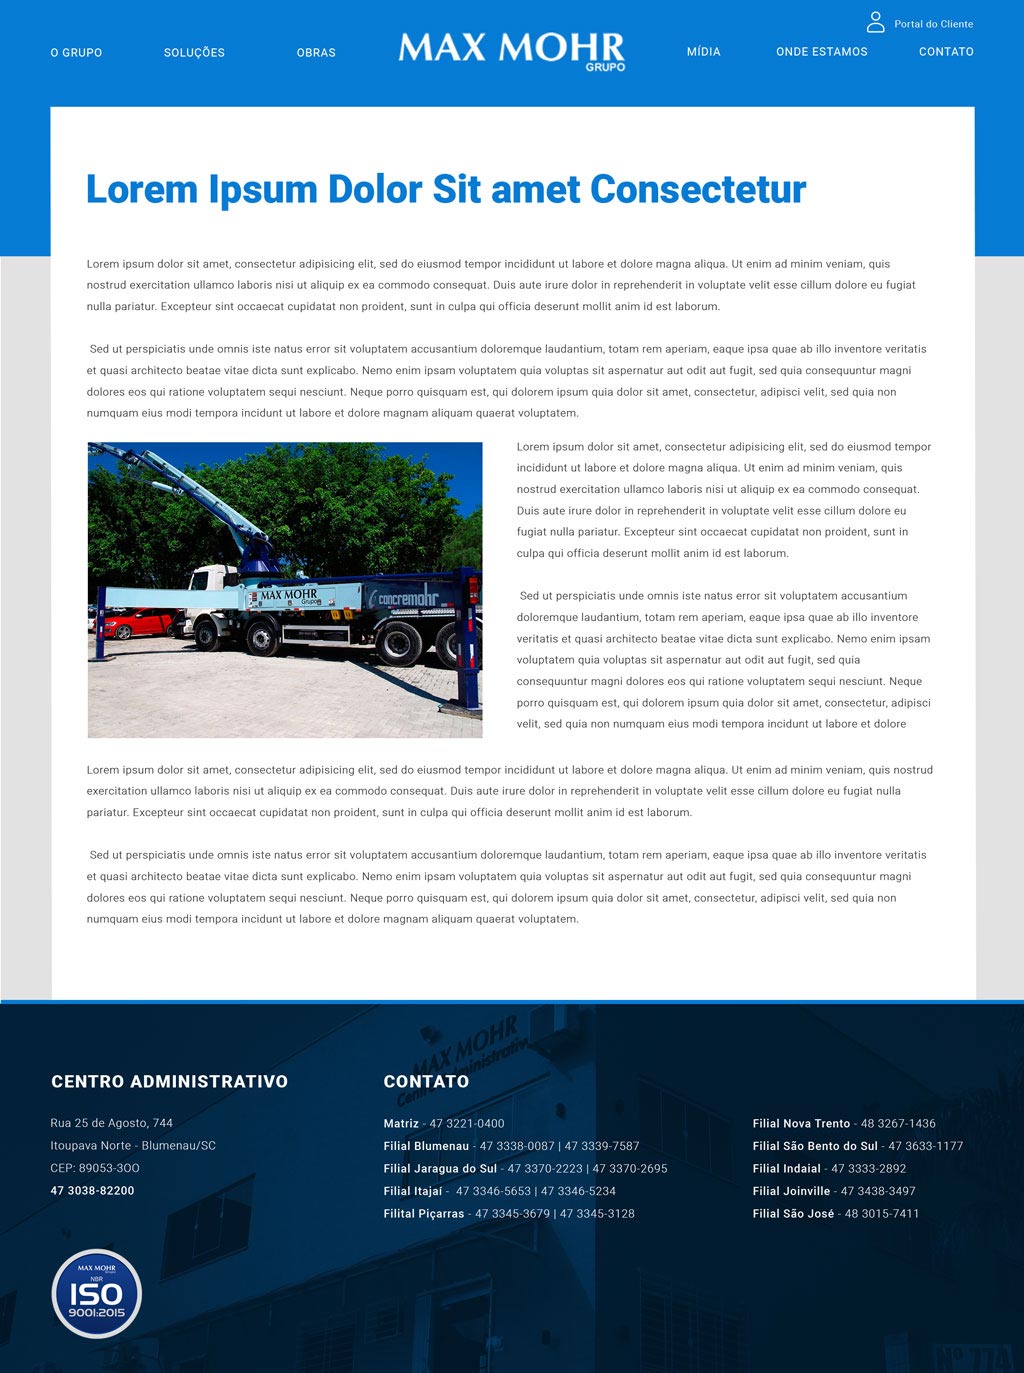 Portal do Cliente
O GRUPO
SOLUÇÕES
OBRAS
MAX MOHR
GRUPO
MÍDIA
ONDE ESTAMOS
CONTATO
Lorem Ipsum Dolor Sit amet Consectetur
Lorem ipsum dolor sit amet, consectetur adipisicing elit, sed do eiusmod tempor incididunt ut labore et dolore magna aliqua. Ut enim ad minim veniam, quis
nostrud exercitation ullamco laboris nisi ut aliquip ex ea commodo consequat. Duis aute irure dolor in reprehenderit in voluptate velit esse cillum dolore eu fugiat
nulla pariatur. Excepteur sint occaecat cupidatat non proident, sunt in culpa qui officia deserunt mollit anim id est laborum.
Sed ut perspiciatis unde omnis iste natus error sit voluptatem accusantium doloremque laudantium, totam rem aperiam, eaque ipsa quae ab illo inventore veritatis
et quasi architecto beatae vitae dicta sunt explicabo. Nemo enim ipsam voluptatem quia voluptas sit aspernatur aut odit aut fugit, sed quia consequuntur magni
dolores eos qui ratione voluptatem sequi nesciunt. Neque porro quisquam est, qui dolorem ipsum quia dolor sit amet, consectetur, adipisci velit, sed quia non
numquam eius modi tempora incidunt ut labore et dolore magnam aliquam quaerat voluptatem.
MAX MOHR
Grupo
concremohr
Lorem ipsum dolor sit amet, consectetur adipisicing elit, sed do eiusmod tempor
incididunt ut labore et dolore magna aliqua. Ut enim ad minim veniam, quis
nostrud exercitation ullamco laboris nisi ut aliquip ex ea commodo consequat.
Duis aute irure dolor in reprehenderit in voluptate velit esse cillum dolore eu
fugiat nulla pariatur. Excepteur sint occaecat cupidatat non proident, sunt in
culpa qui officia deserunt mollit anim id est laborum.
Sed ut perspiciatis unde omnis iste natus error sit voluptatem accusantium
doloremque laudantium, totam rem aperiam, eaque ipsa quae ab illo inventore
veritatis et quasi architecto beatae vitae dicta sunt explicabo. Nemo enim ipsam
voluptatem quia voluptas sit aspernatur aut odit aut fugit, sed quia
consequuntur magni dolores eos qui ratione voluptatem sequi nesciunt. Neque
porro quisquam est, qui dolorem ipsum quia dolor sit amet, consectetur, adipisci
velit, sed quia non numquam eius modi tempora incidunt ut labore et dolore
Lorem ipsum dolor sit amet, consectetur adipisicing elit, sed do eiusmod tempor incididunt ut labore et dolore magna aliqua. Ut enim ad minim veniam, quis nostrud
exercitation ullamco laboris nisi ut aliquip ex ea commodo consequat. Duis aute irure dolor in reprehenderit in voluptate velit esse cillum dolore eu fugiat nulla
pariatur. Excepteur sint occaecat cupidatat non proident, sunt in culpa qui officia deserunt mollit anim id est laborum.
Sed ut perspiciatis unde omnis iste natus error sit voluptatem accusantium doloremque laudantium, totam rem aperiam, eaque ipsa quae ab illo inventore veritatis
et quasi architecto beatae vitae dicta sunt explicabo. Nemo enim ipsam voluptatem quia voluptas sit aspernatur aut odit aut fugit, sed quia consequuntur magni
dolores eos qui ratione voluptatem sequi nesciunt. Neque porro quisquam est, qui dolorem ipsum quia dolor sit amet, consectetur, adipisci velit, sed quia non
numquam eius modi tempora incidunt ut labore et dolore magnam aliquam quaerat voluptatem.
MAX MOHR
Centro Administrativo
CENTRO ADMINISTRATIVO
Rua 25 de Agosto, 744
Itoupava Norte - Blumenau/SC
CEP: 89053-3OO
47 3038-82200
CONTATO
Matriz - 47 3221-0400
Filial Blumenau - 47 3338-0087 | 47 3339-7587
Filial Jaragua do Sul - 47 3370-2223 | 47 3370-2695
Filial Itajaí - 47 3346-5653 | 47 3346-5234
Filital Piçarras - 47 3345-3679 | 47 3345-3128
Filial Nova Trento - 48 3267-1436
Filial São Bento do Sul - 47 3633-1177
Filial Indaial - 47 3333-2892
Filial Joinville - 47 3438-3497
Filial São José - 48 3015-7411
MAX MOHR
NBR
ISO
9001:2015
Nº 774